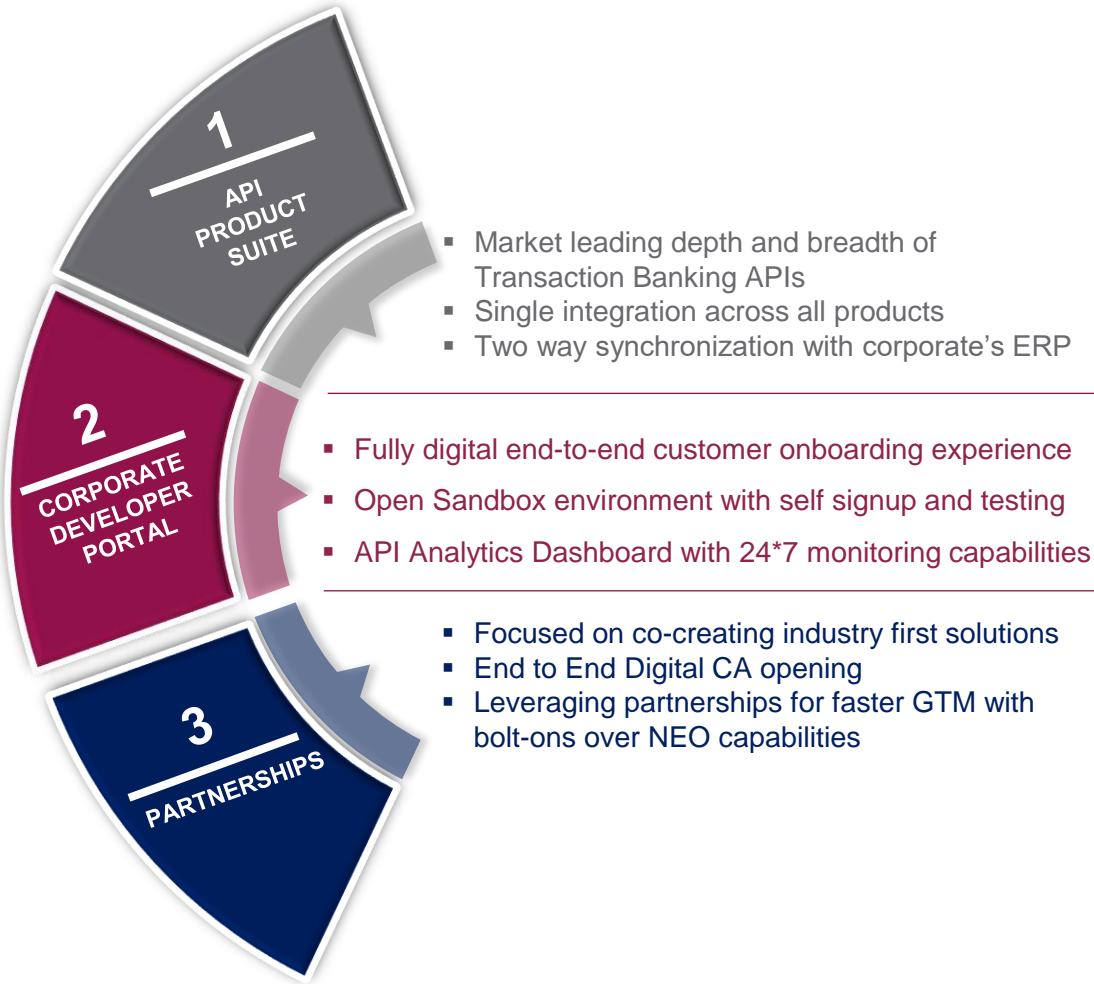 1
API
PRODUCT
SUITE
▪ Market leading depth and breadth of
Transaction Banking APIs
▪ Single integration across all products
▪ Two way synchronization with corporate’s ERP
2
CORPORATE
DEVELOPER
PORTAL
▪ Fully digital end-to-end customer onboarding experience
▪ Open Sandbox environment with self signup and testing
▪ API Analytics Dashboard with 24*7 monitoring capabilities
3
PARTNERSHIPS
▪ Focused on co-creating industry first solutions
▪ End to End Digital CA opening
▪ Leveraging partnerships for faster GTM with
bolt-ons over NEO capabilities